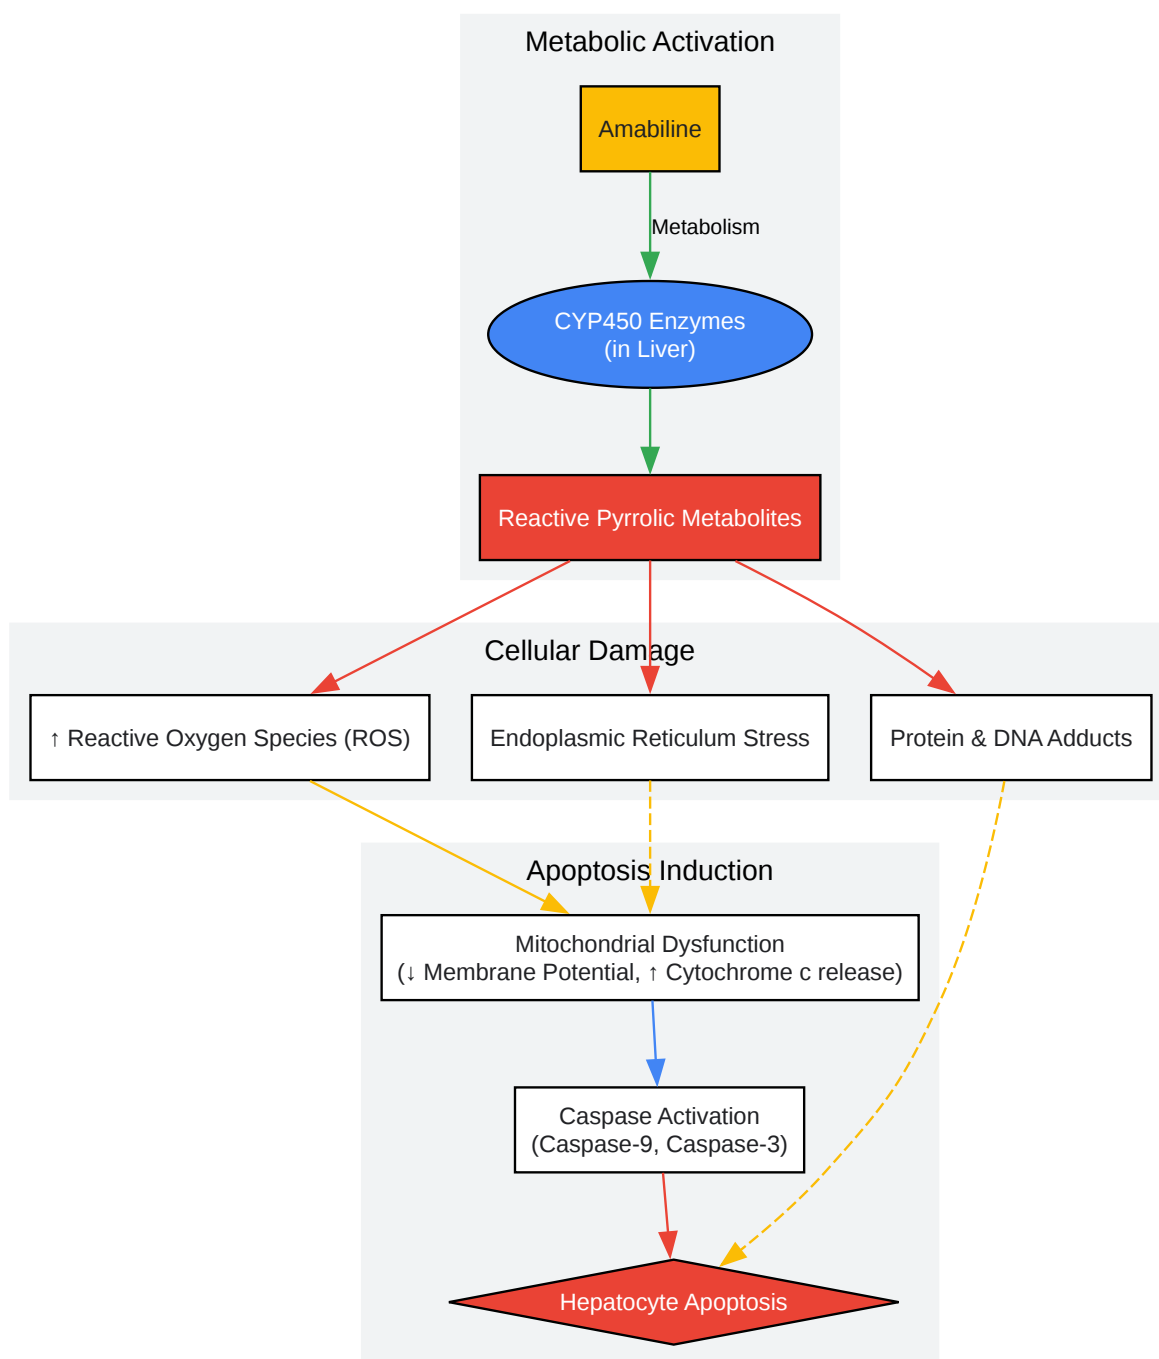 Metabolic Activation
Amabiline
Metabolism
CYP450 Enzymes
(in Liver)
Reactive Pyrrolic Metabolites
Cellular Damage
↑ Reactive Oxygen Species (ROS)
Endoplasmic Reticulum Stress
Protein & DNA Adducts
Apoptosis Induction
Mitochondrial Dysfunction
(↓ Membrane Potential, ↑ Cytochrome c release)
Caspase Activation
(Caspase-9, Caspase-3)
Hepatocyte Apoptosis